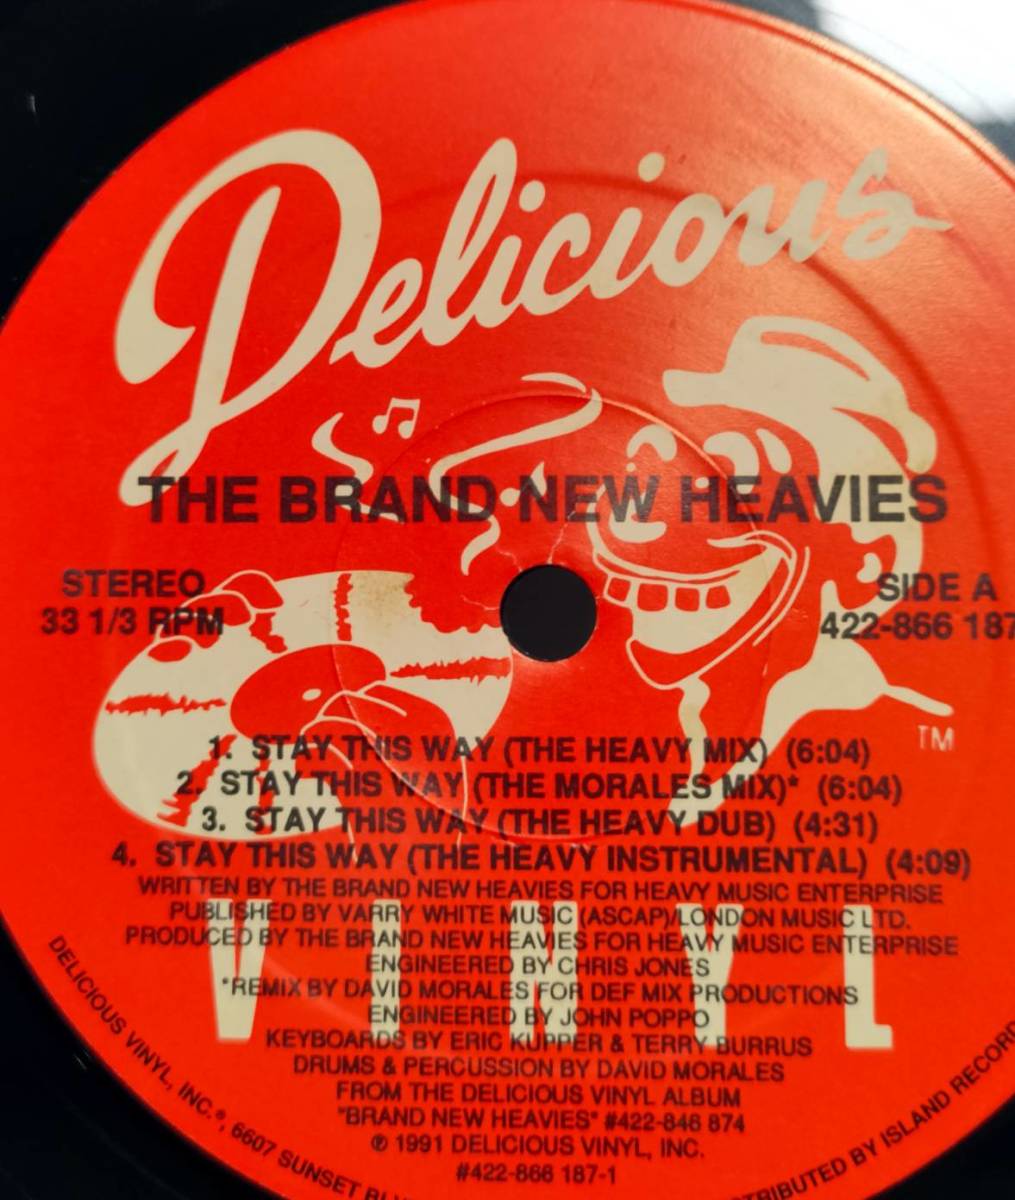 Delicious
THE BRAND NEW HEAVIES
STEREO
33 1/3 RPM
SIDE A
422-866 187
TM
1. STAY THIS WAY (THE HEAVY MIX) (6:04)
2. STAY THIS WAY (THE MORALES MIX)* (6:04)
3. STAY THIS WAY (THE HEAVY DUB) (4:31)
4. STAY THIS WAY (THE HEAVY INSTRUMENTAL) (4:09)
VINYL
WRITTEN BY THE BRAND NEW HEAVIES FOR HEAVY MUSIC ENTERPRISE
PUBLISHED BY VARRY WHITE MUSIC (ASCAP)/LONDON MUSIC LTD.
PRODUCED BY THE BRAND NEW HEAVIES FOR HEAVY MUSIC ENTERPRISE
ENGINEERED BY CHRIS JONES
*REMIX BY DAVID MORALES FOR DEF MIX PRODUCTIONS
ENGINEERED BY JOHN POPPO
KEYBOARDS BY ERIC KUPPER & TERRY BURRUS
DRUMS & PERCUSSION BY DAVID MORALES
FROM THE DELICIOUS VINYL ALBUM
"BRAND NEW HEAVIES" #422-846 874
℗ 1991 DELICIOUS VINYL, INC.
#422-866 187-1
DELICIOUS VINYL, INC.®, 6607 SUNSET
BY ISLAND RECORD